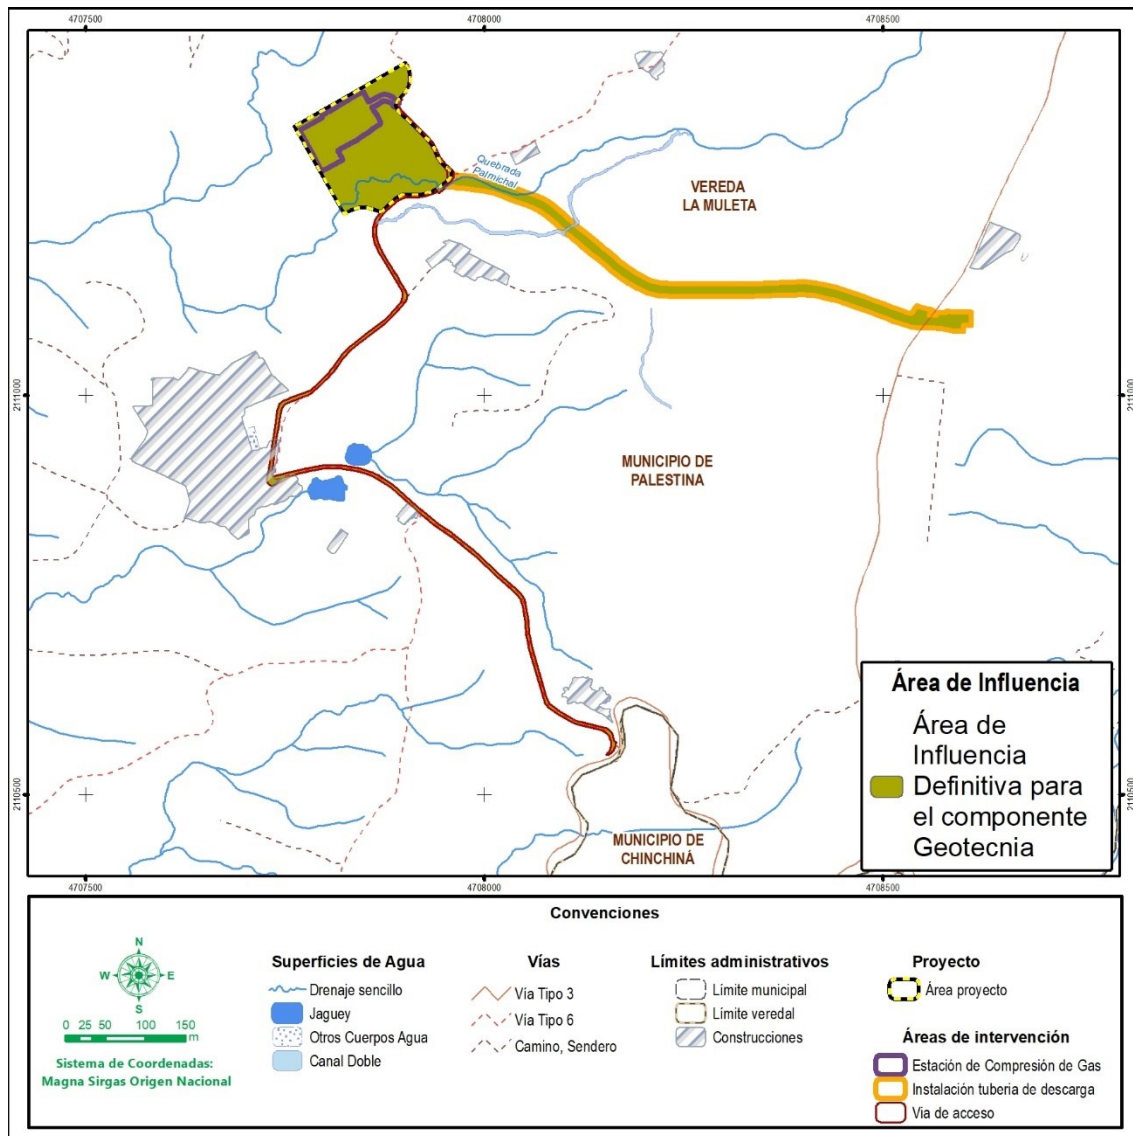 4707500
4708000
4708500
Quebrada
Palmichal
VEREDA
LA MULETA
2111000
2111000
MUNICIPIO DE
PALESTINA
Área de Influencia
Área de
Influencia
Definitiva para
el componente
Geotecnia
2110500
2110500
MUNICIPIO DE
CHINCHINÁ
4707500
4708000
4708500
Convenciones
N
W
E
S
0 25 50 100 150
m
Sistema de Coordenadas:
Magna Sirgas Origen Nacional
Superficies de Agua
Drenaje sencillo
Jaguey
Otros Cuerpos Agua
Canal Doble
Vías
Vía Tipo 3
Vía Tipo 6
Camino, Sendero
Límites administrativos
Límite municipal
Límite veredal
Construcciones
Proyecto
Área proyecto
Áreas de intervención
Estación de Compresión de Gas
Instalación tuberia de descarga
Via de acceso